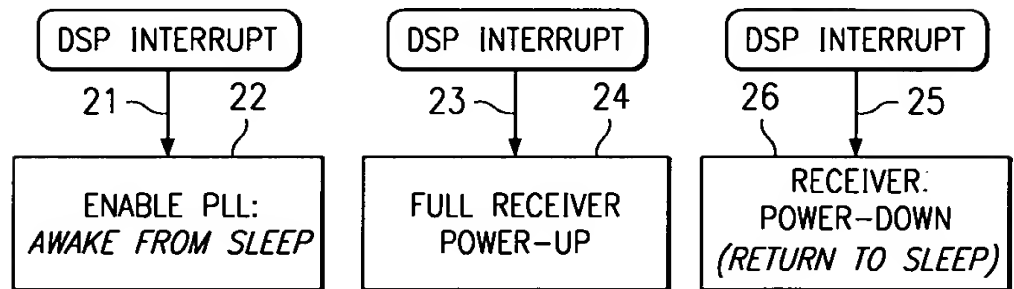 DSP INTERRUPT
21
22
ENABLE PLL:
AWAKE FROM SLEEP
DSP INTERRUPT
23
24
FULL RECEIVER
POWER-UP
DSP INTERRUPT
26
25
RECEIVER:
POWER-DOWN
(RETURN TO SLEEP)